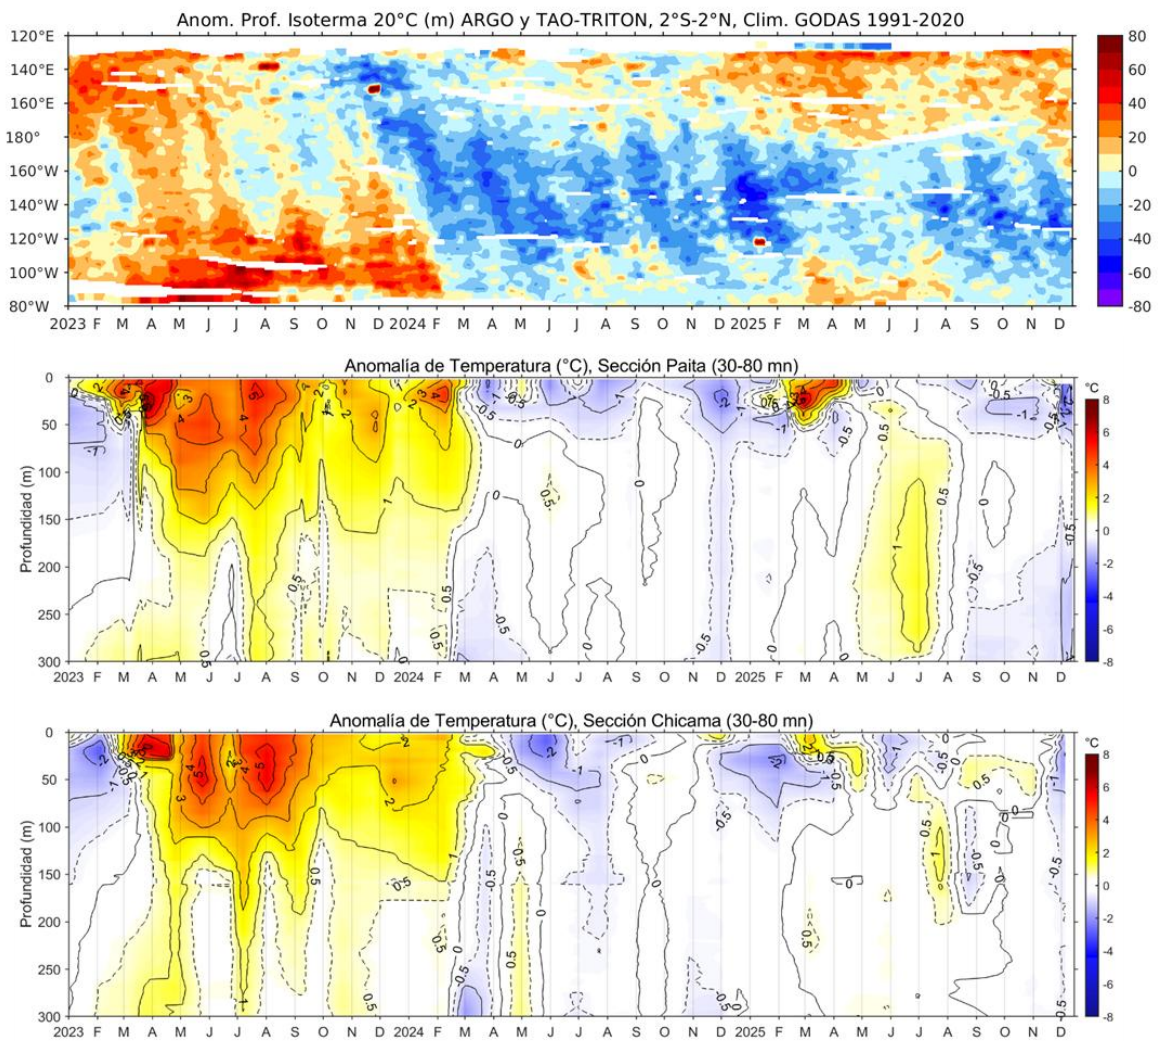 Anom. Prof. Isoterma 20°C (m) ARGO y TAO-TRITON, 2°S-2°N, Clim. GODAS 1991-2020
120°E
140°E
160°E
180°
160°W
140°W
120°W
100°W
80°W
2023 F M A M J J A S O N D 2024 F M A M J J A S O N D 2025 F M A M J J A S O N D
80
60
40
20
0
-20
-40
-60
-80
Anomalía de Temperatura (°C), Sección Paita (30-80 mn)
Profundidad (m)
0
50
100
150
200
250
300
2023 F M A M J J A S O N D 2024 F M A M J J A S O N D 2025 F M A M J J A S O N D
°C
8
6
4
2
0
-2
-4
-6
-8
Anomalía de Temperatura (°C), Sección Chicama (30-80 mn)
Profundidad (m)
0
50
100
150
200
250
300
2023 F M A M J J A S O N D 2024 F M A M J J A S O N D 2025 F M A M J J A S O N D
°C
8
6
4
2
0
-2
-4
-6
-8